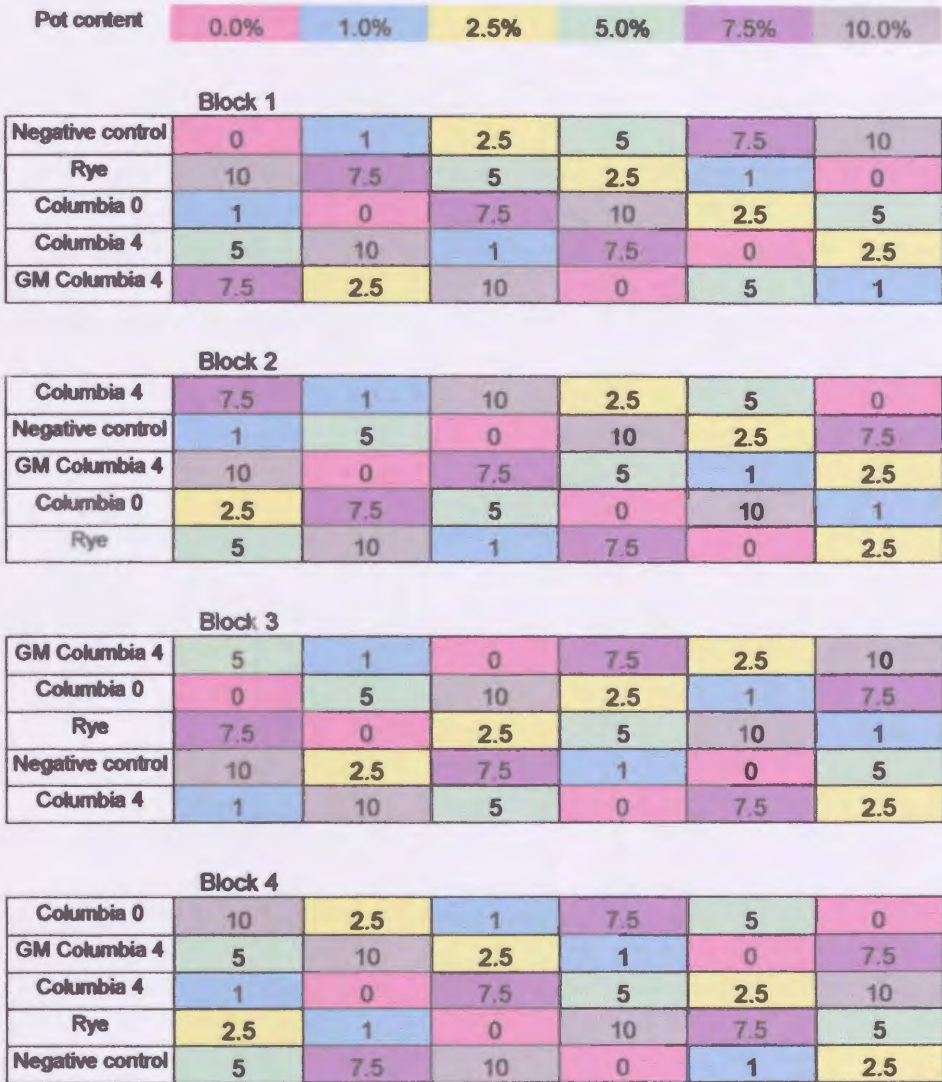 Pot content 0.0% 1.0% 2.5% 5.0% 7.5% 10.0%
Block 1
Negative control 0 1 2.5 5 7.5 10
Rye 10 7.5 5 2.5 1 0
Columbia 0 1 0 7.5 10 2.5 5
Columbia 4 5 10 1 7.5 0 2.5
GM Columbia 4 7.5 2.5 10 0 5 1
Block 2
Columbia 4 7.5 1 10 2.5 5 0
Negative control 1 5 0 10 2.5 7.5
GM Columbia 4 10 0 7.5 5 1 2.5
Columbia 0 2.5 7.5 5 0 10 1
Rye 5 10 1 7.5 0 2.5
Block 3
GM Columbia 4 5 1 0 7.5 2.5 10
Columbia 0 0 5 10 2.5 1 7.5
Rye 7.5 0 2.5 5 10 1
Negative control 10 2.5 7.5 1 0 5
Columbia 4 1 10 5 0 7.5 2.5
Block 4
Columbia 0 10 2.5 1 7.5 5 0
GM Columbia 4 5 10 2.5 1 0 7.5
Columbia 4 1 0 7.5 5 2.5 10
Rye 2.5 1 0 10 7.5 5
Negative control 5 7.5 10 0 1 2.5